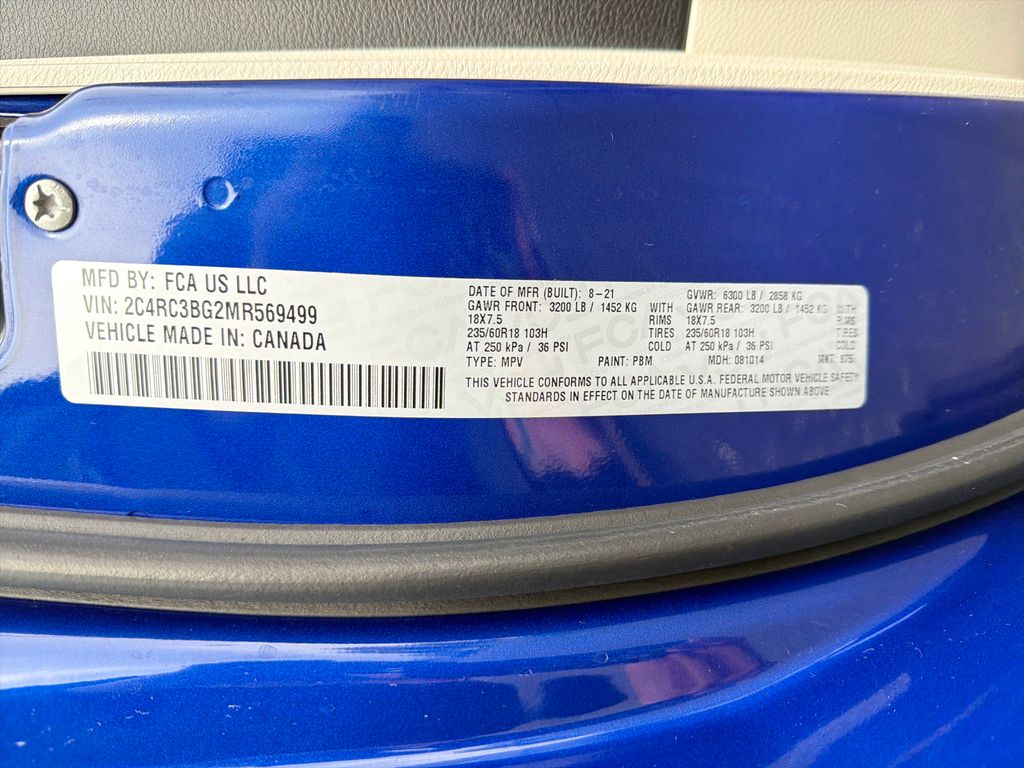 MFD BY: FCA US LLC
VIN: 2C4RC3BG2MR569499
VEHICLE MADE IN: CANADA
DATE OF MFR (BUILT): 8-21 GVWR: 6300 LB / 2858 KG
GAWR FRONT: 3200 LB / 1452 KG WITH GAWR REAR: 3200 LB / 1452 KG WITH
18X7.5 RIMS 18X7.5 RIMS
235/60R18 103H TIRES 235/60R18 103H TIRES
AT 250 kPa / 36 PSI COLD AT 250 kPa / 36 PSI COLD
TYPE: MPV PAINT: PBM MDH: 081014 MKT: 875
THIS VEHICLE CONFORMS TO ALL APPLICABLE U.S.A. FEDERAL MOTOR VEHICLE SAFETY
STANDARDS IN EFFECT ON THE DATE OF MANUFACTURE SHOWN ABOVE.